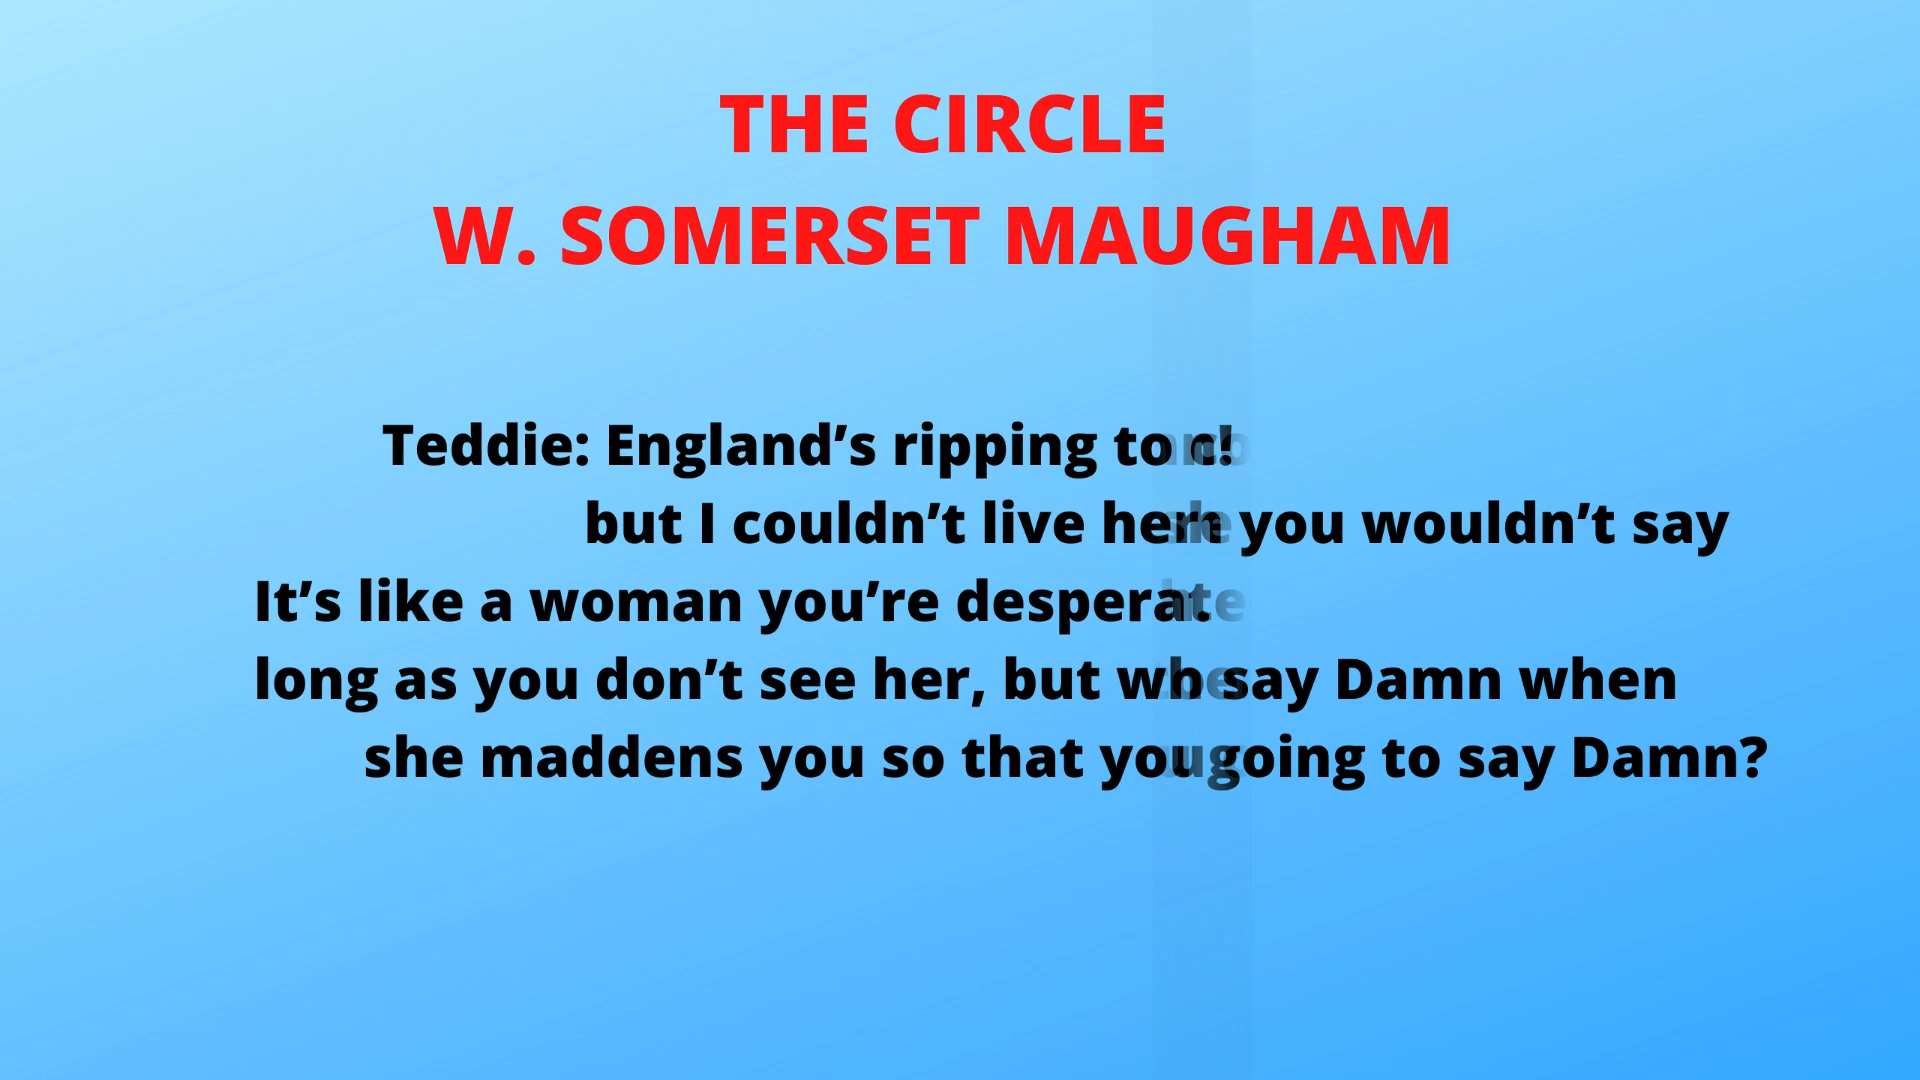 THE CIRCLE
W. SOMERSET MAUGHAM
Teddie: England’s ripping to
but I couldn’t live you wouldn’t say
It’s like a woman you’re
long as you don’t see her, but say Damn when
she maddens you so that going to say Damn?